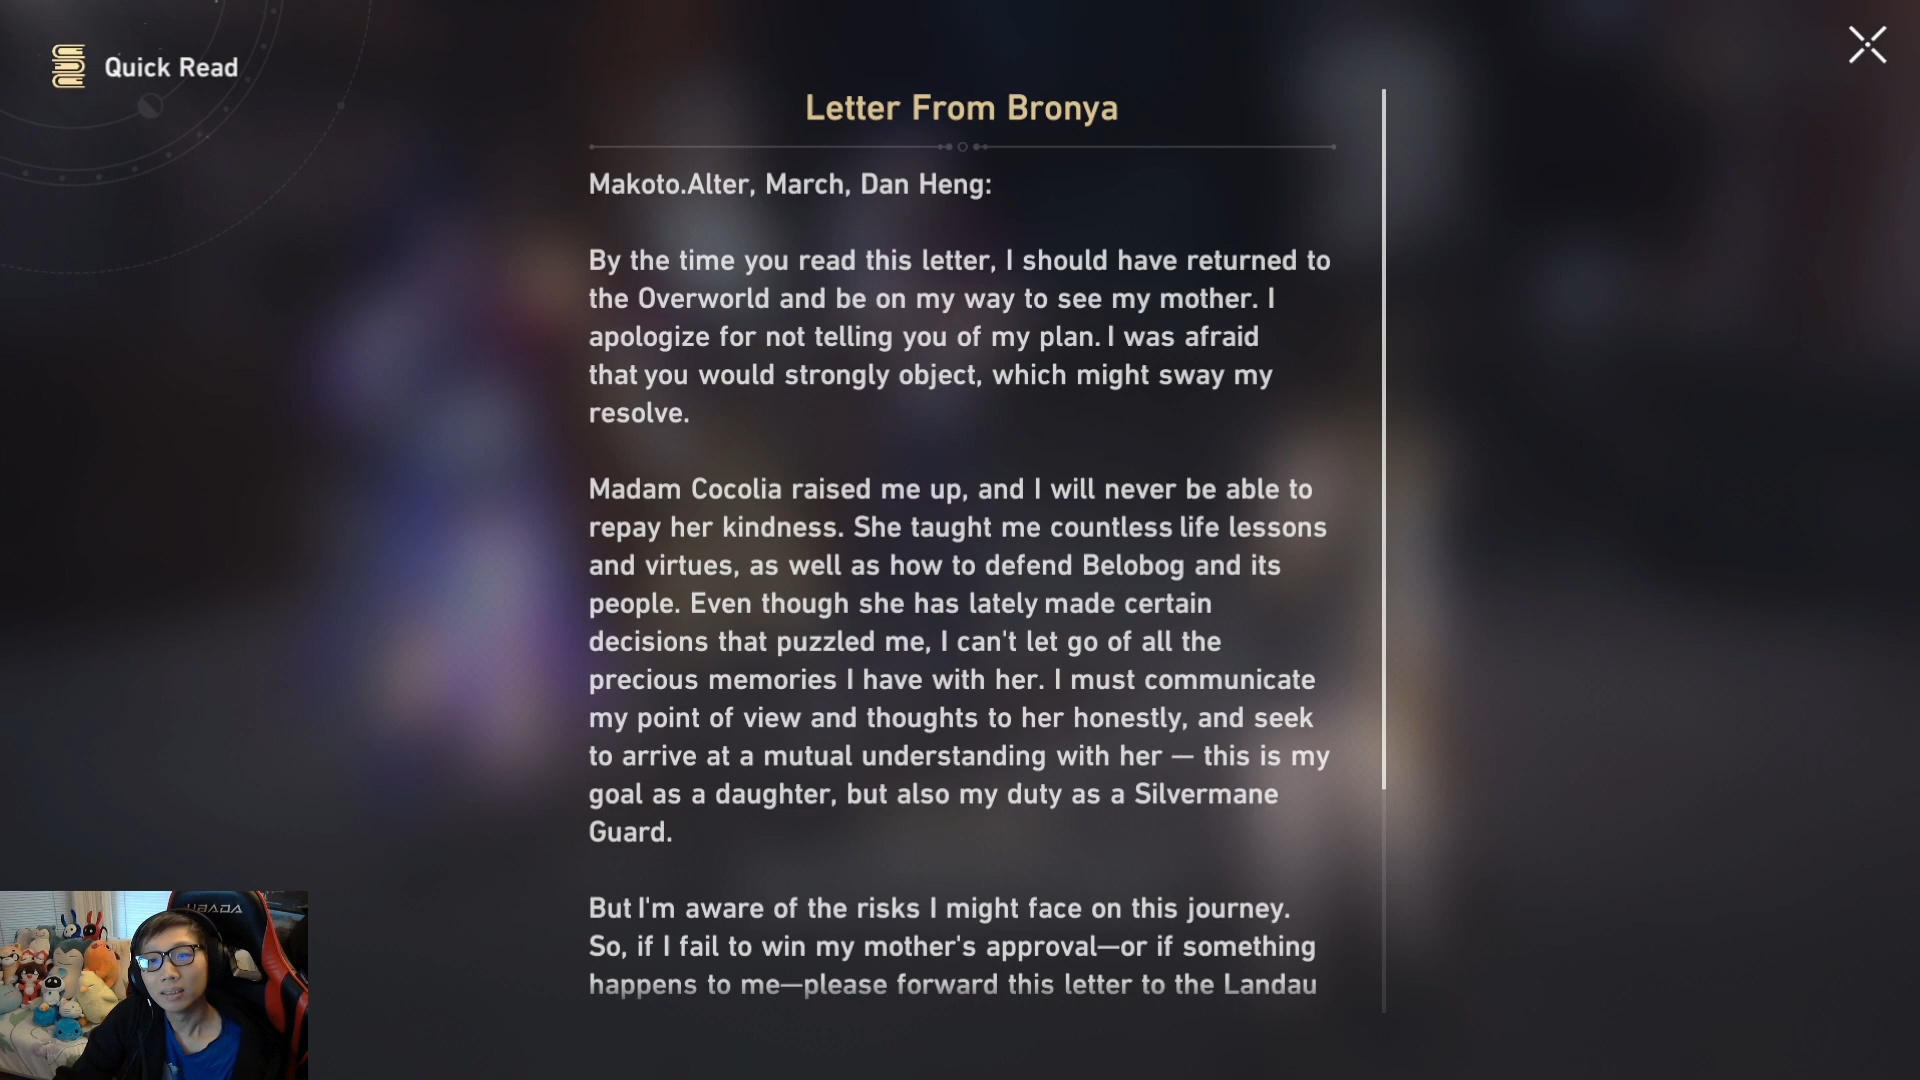 Quick Read
Letter From Bronya
Makoto.Alter, March, Dan Heng:
By the time you read this letter, I should have returned to
the Overworld and be on my way to see my mother. I
apologize for not telling you of my plan. I was afraid
that you would strongly object, which might sway my
resolve.
Madam Cocolia raised me up, and I will never be able to
repay her kindness. She taught me countless life lessons
and virtues, as well as how to defend Belobog and its
people. Even though she has lately made certain
decisions that puzzled me, I can't let go of all the
precious memories I have with her. I must communicate
my point of view and thoughts to her honestly, and seek
to arrive at a mutual understanding with her — this is my
goal as a daughter, but also my duty as a Silvermane
Guard.
But I'm aware of the risks I might face on this journey.
So, if I fail to win my mother's approval—or if something
happens to me—please forward this letter to the Landau